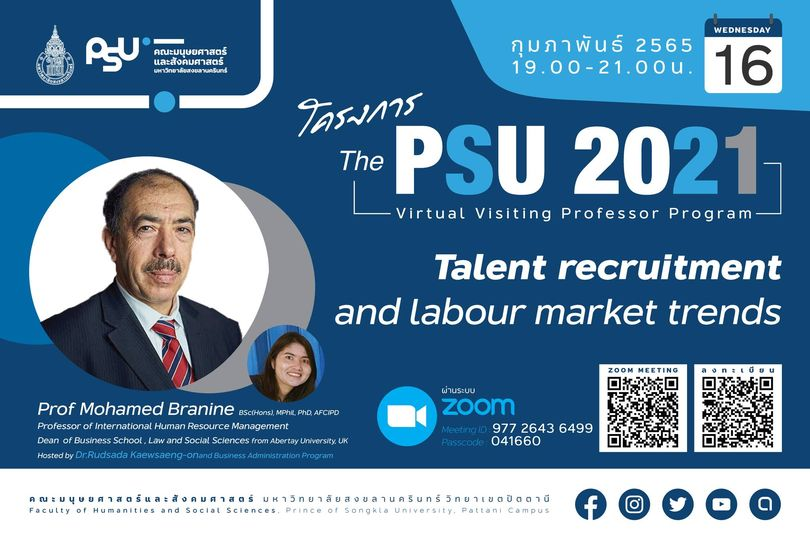 PSU
คณะมนุษยศาสตร์
และสังคมศาสตร์
มหาวิทยาลัยสงขลานครินทร์
กุมภาพันธ์ 2565
19.00-21.00น.
WEDNESDAY
16
โครงการ
The PSU 2021
Virtual Visiting Professor Program
Talent recruitment
and labour market trends
Prof Mohamed Branine BSc(Hons), MPhil, PhD, AFCIPD
Professor of International Human Resource Management
Dean of Business School , Law and Social Sciences from Abertay University, UK
Hosted by Dr.Rudsada Kaewsaeng-onand Business Administration Program
ผ่านระบบ
zoom
Meeting ID : 977 2643 6499
Passcode : 041660
ZOOM MEETING
ลงทะเบียน
คณะมนุษยศาสตร์และสังคมศาสตร์ มหาวิทยาลัยสงขลานครินทร์ วิทยาเขตปัตตานี
Faculty of Humanities and Social Sciences, Prince of Songkla University, Pattani Campus